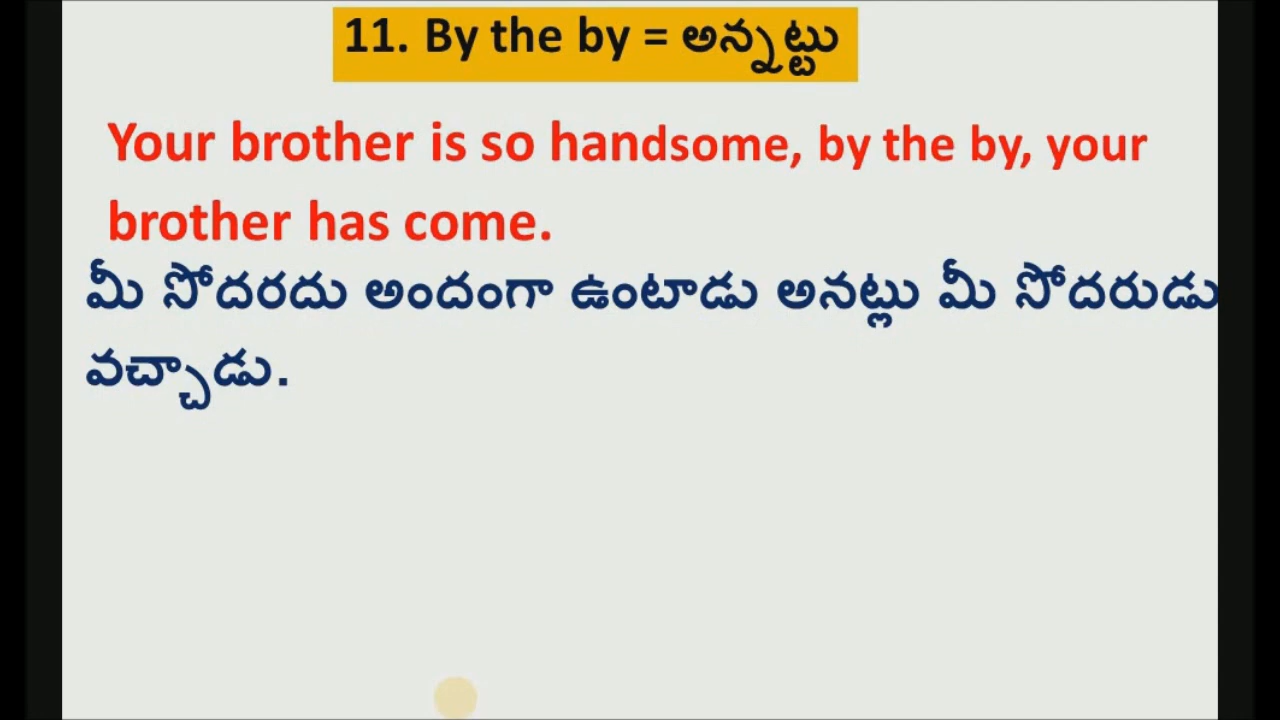 11. By the by = అన్నట్టు
Your brother is so handsome, by the by, your
brother has come.
మీ సోదరదు అందంగా ఉంటాడు అనట్లు మీ సోదరుడు
వచ్చాడు.